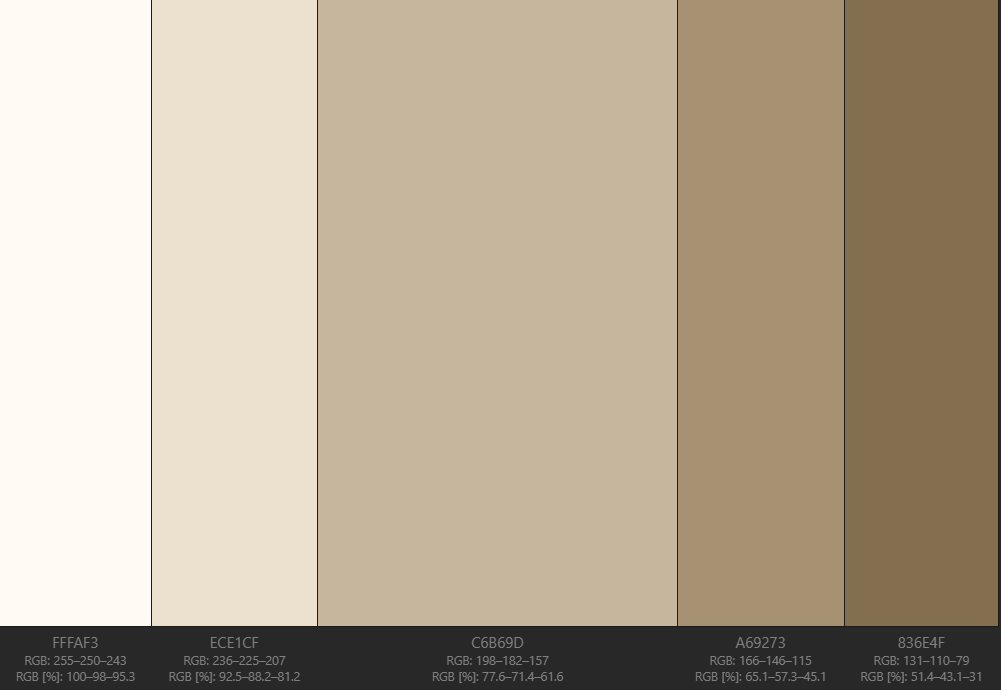 FFFAF3
RGB: 255–250–243
RGB [%]: 100–98–95.3
ECE1CF
RGB: 236–225–207
RGB [%]: 92.5–88.2–81.2
C6B69D
RGB: 198–182–157
RGB [%]: 77.6–71.4–61.6
A69273
RGB: 166–146–115
RGB [%]: 65.1–57.3–45.1
836E4F
RGB: 131–110–79
RGB [%]: 51.4–43.1–31